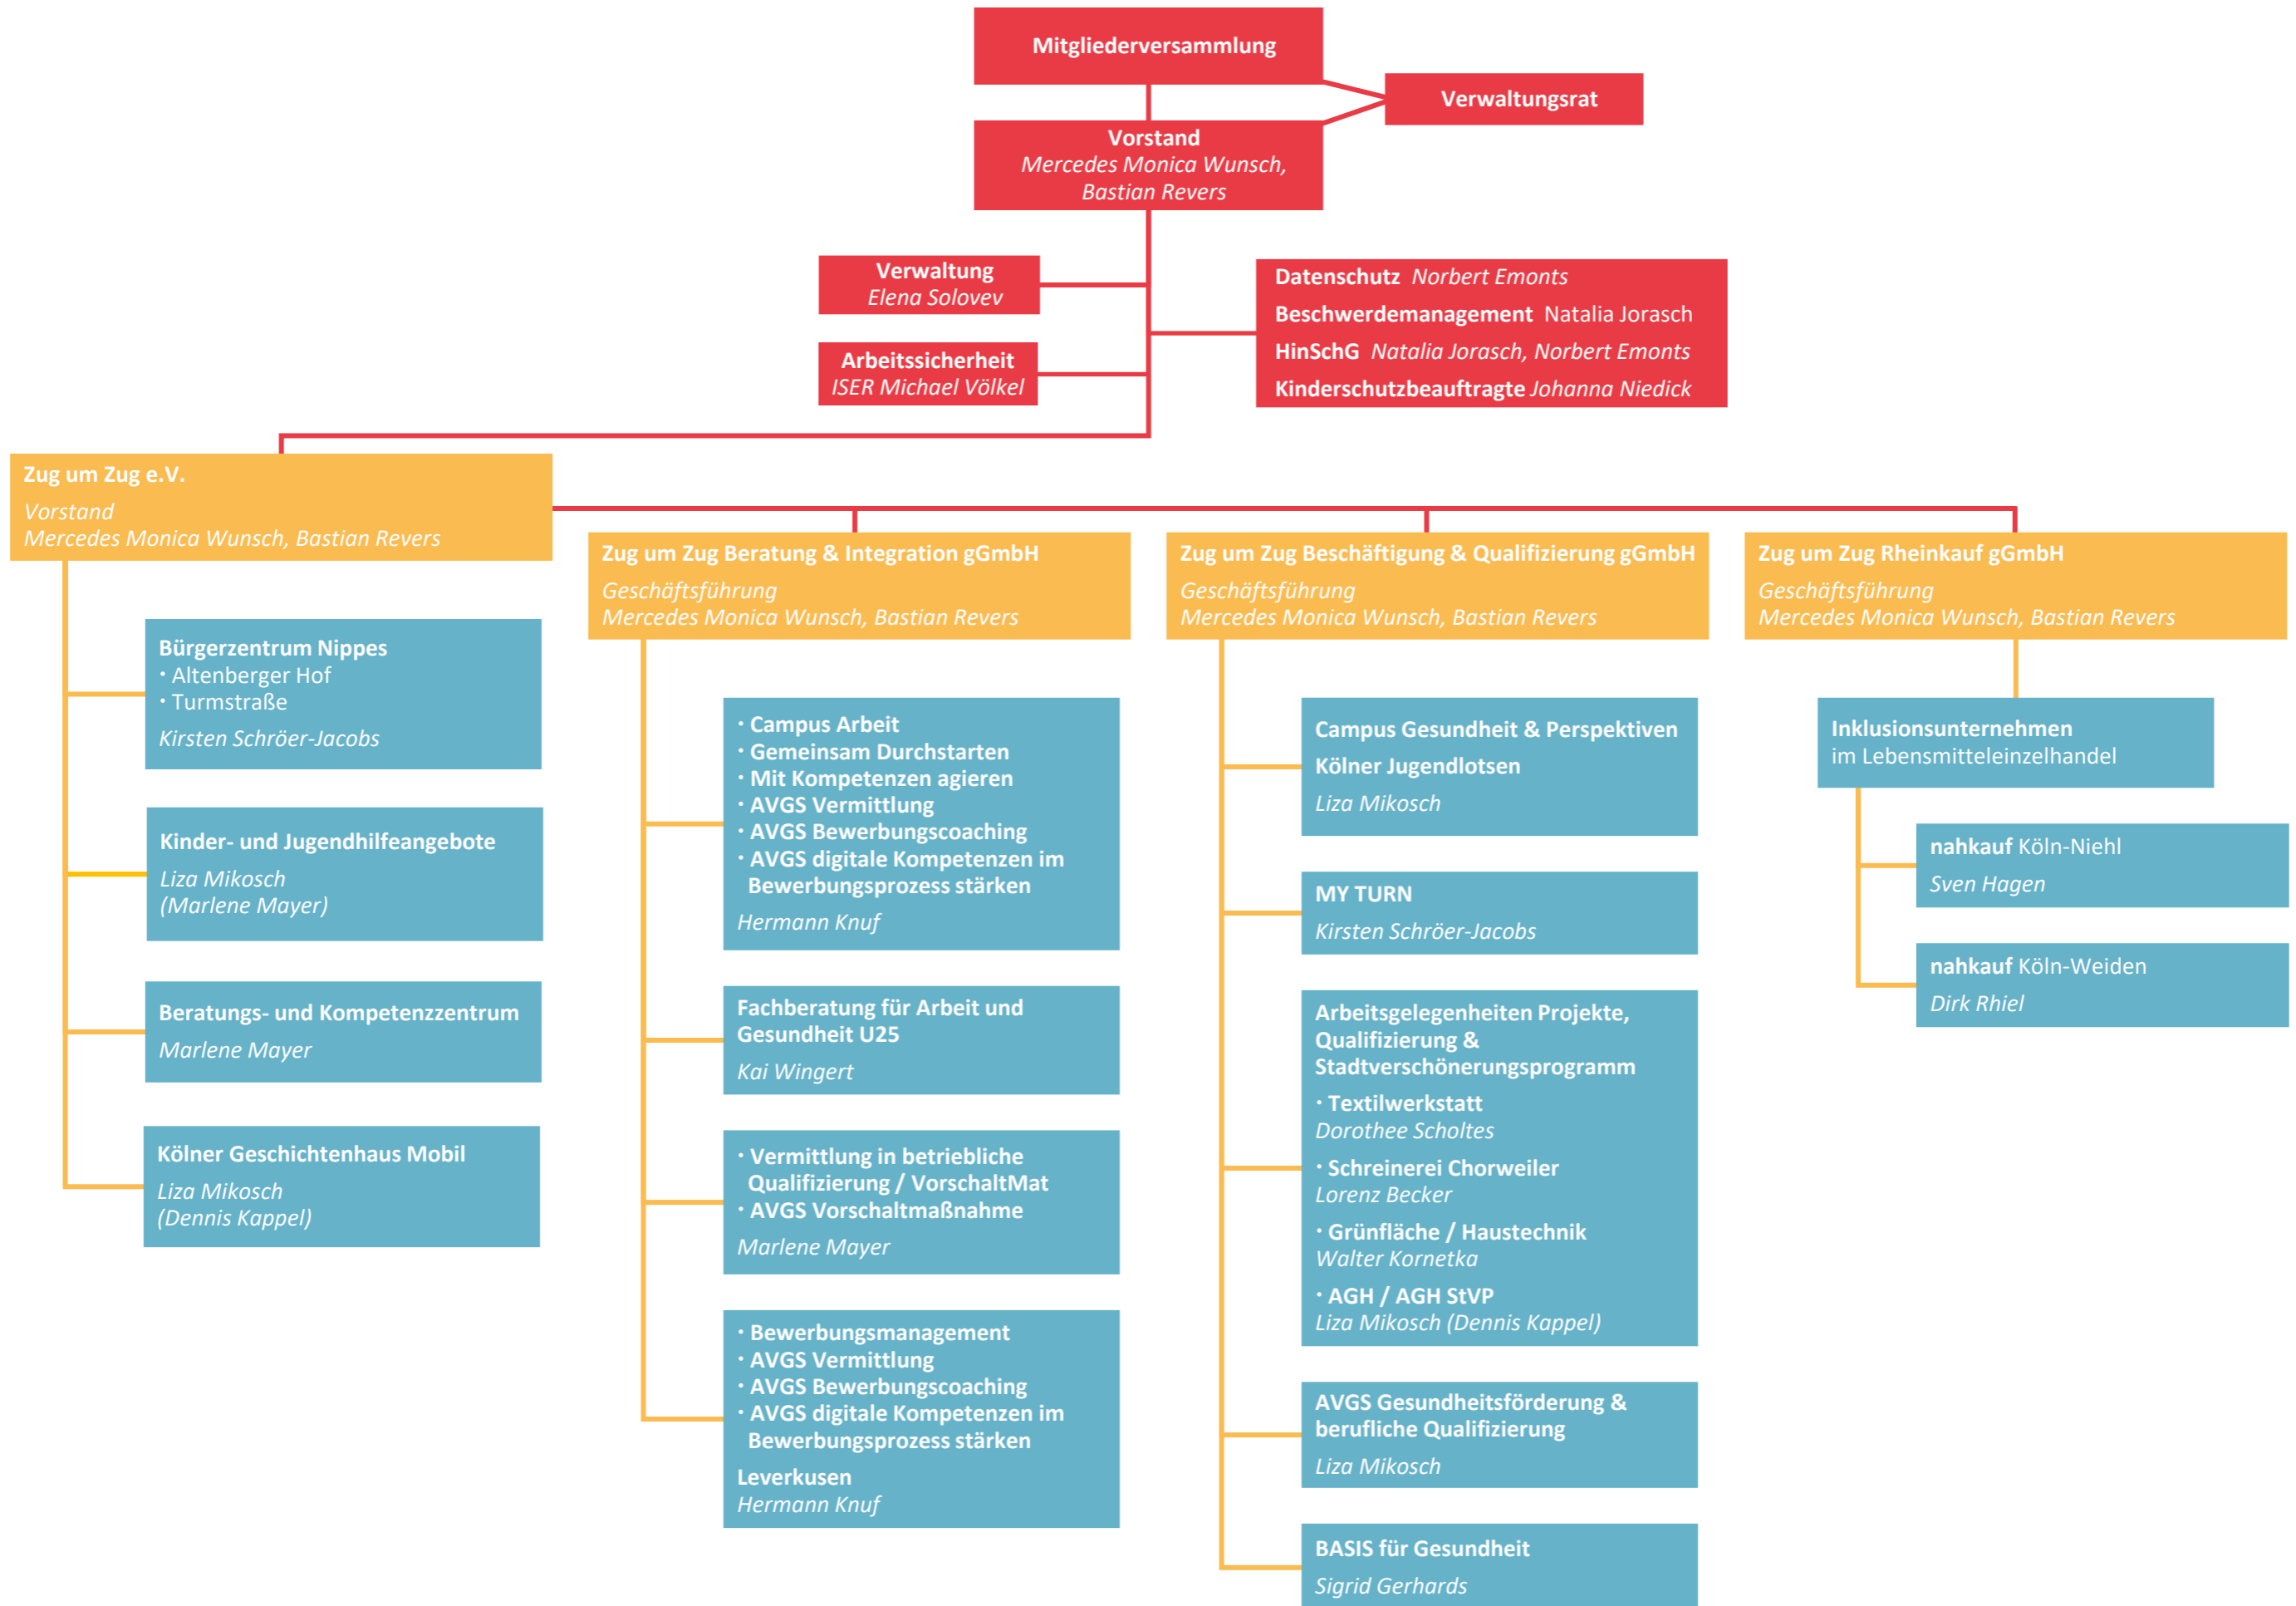 Mitgliederversammlung
Verwaltungsrat
Vorstand
Mercedes Monica Wunsch,
Bastian Revers
Verwaltung
Elena Solovev
Arbeitssicherheit
ISER Michael Völkel
Datenschutz Norbert Emonts
Beschwerdemanagement Natalia Jorasch
HinSchG Natalia Jorasch, Norbert Emonts
Kinderschutzbeauftragte Johanna Niedick
Zug um Zug e.V.
Vorstand
Mercedes Monica Wunsch, Bastian Revers
Bürgerzentrum Nippes
· Altenberger Hof
· Turmstraße
Kirsten Schröer-Jacobs
Kinder- und Jugendhilfeangebote
Liza Mikosch
(Marlene Mayer)
Beratungs- und Kompetenzzentrum
Marlene Mayer
Kölner Geschichtenhaus Mobil
Liza Mikosch
(Dennis Kappel)
Zug um Zug Beratung & Integration gGmbH
Geschäftsführung
Mercedes Monica Wunsch, Bastian Revers
· Campus Arbeit
· Gemeinsam Durchstarten
· Mit Kompetenzen agieren
· AVGS Vermittlung
· AVGS Bewerbungscoaching
· AVGS digitale Kompetenzen im
Bewerbungsprozess stärken
Hermann Knuf
Fachberatung für Arbeit und
Gesundheit U25
Kai Wingert
· Vermittlung in betriebliche
Qualifizierung / VorschaltMat
· AVGS Vorschaltmaßnahme
Marlene Mayer
· Bewerbungsmanagement
· AVGS Vermittlung
· AVGS Bewerbungscoaching
· AVGS digitale Kompetenzen im
Bewerbungsprozess stärken
Leverkusen
Hermann Knuf
Zug um Zug Beschäftigung & Qualifizierung gGmbH
Geschäftsführung
Mercedes Monica Wunsch, Bastian Revers
Campus Gesundheit & Perspektiven
Kölner Jugendlotsen
Liza Mikosch
MY TURN
Kirsten Schröer-Jacobs
Arbeitsgelegenheiten Projekte,
Qualifizierung &
Stadtverschönerungsprogramm
· Textilwerkstatt
Dorothee Scholtes
· Schreinerei Chorweiler
Lorenz Becker
· Grünfläche / Haustechnik
Walter Kornetka
· AGH / AGH StVP
Liza Mikosch (Dennis Kappel)
AVGS Gesundheitsförderung &
berufliche Qualifizierung
Liza Mikosch
BASIS für Gesundheit
Sigrid Gerhards
Zug um Zug Rheinkauf gGmbH
Geschäftsführung
Mercedes Monica Wunsch, Bastian Revers
Inklusionsunternehmen
im Lebensmitteleinzelhandel
nahkauf Köln-Niehl
Sven Hagen
nahkauf Köln-Weiden
Dirk Rhiel